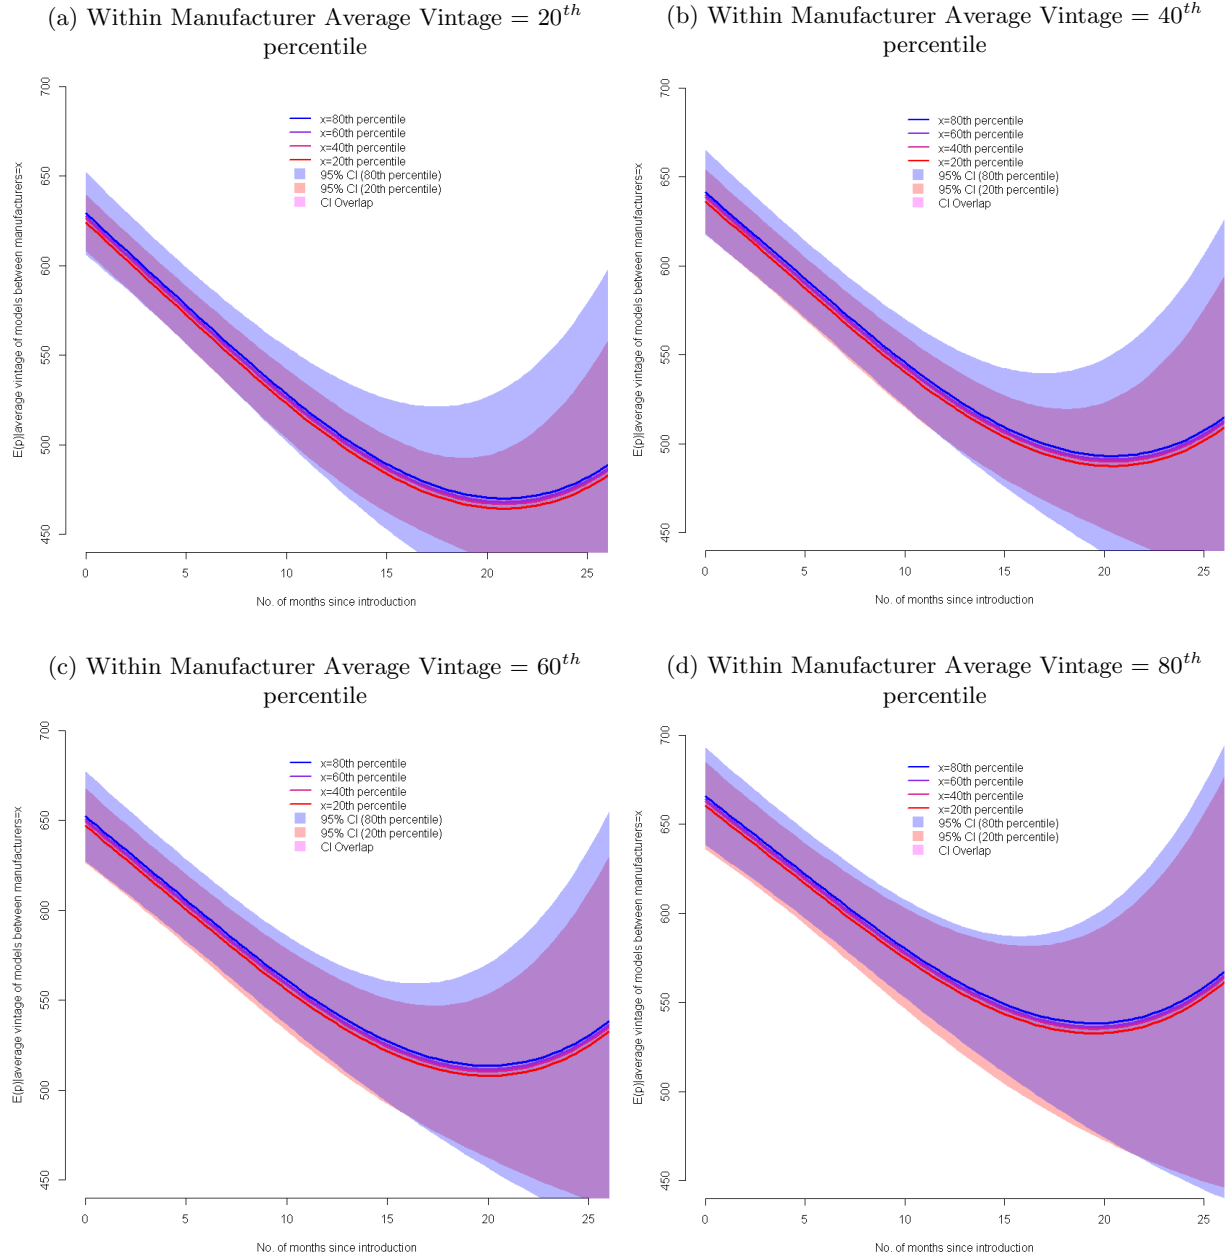 (a) Within Manufacturer Average Vintage = 20th
percentile
700
650
600
550
500
450
E(p)|average vintage of models between manufacturers=x
x=80th percentile
x=60th percentile
x=40th percentile
x=20th percentile
95% CI (80th percentile)
95% CI (20th percentile)
CI Overlap
0 5 10 15 20 25
No. of months since introduction
(b) Within Manufacturer Average Vintage = 40th
percentile
700
650
600
550
500
450
E(p)|average vintage of models between manufacturers=x
x=80th percentile
x=60th percentile
x=40th percentile
x=20th percentile
95% CI (80th percentile)
95% CI (20th percentile)
CI Overlap
0 5 10 15 20 25
No. of months since introduction
(c) Within Manufacturer Average Vintage = 60th
percentile
700
650
600
550
500
450
E(p)|average vintage of models between manufacturers=x
x=80th percentile
x=60th percentile
x=40th percentile
x=20th percentile
95% CI (80th percentile)
95% CI (20th percentile)
CI Overlap
0 5 10 15 20 25
No. of months since introduction
(d) Within Manufacturer Average Vintage = 80th
percentile
700
650
600
550
500
450
E(p)|average vintage of models between manufacturers=x
x=80th percentile
x=60th percentile
x=40th percentile
x=20th percentile
95% CI (80th percentile)
95% CI (20th percentile)
CI Overlap
0 5 10 15 20 25
No. of months since introduction